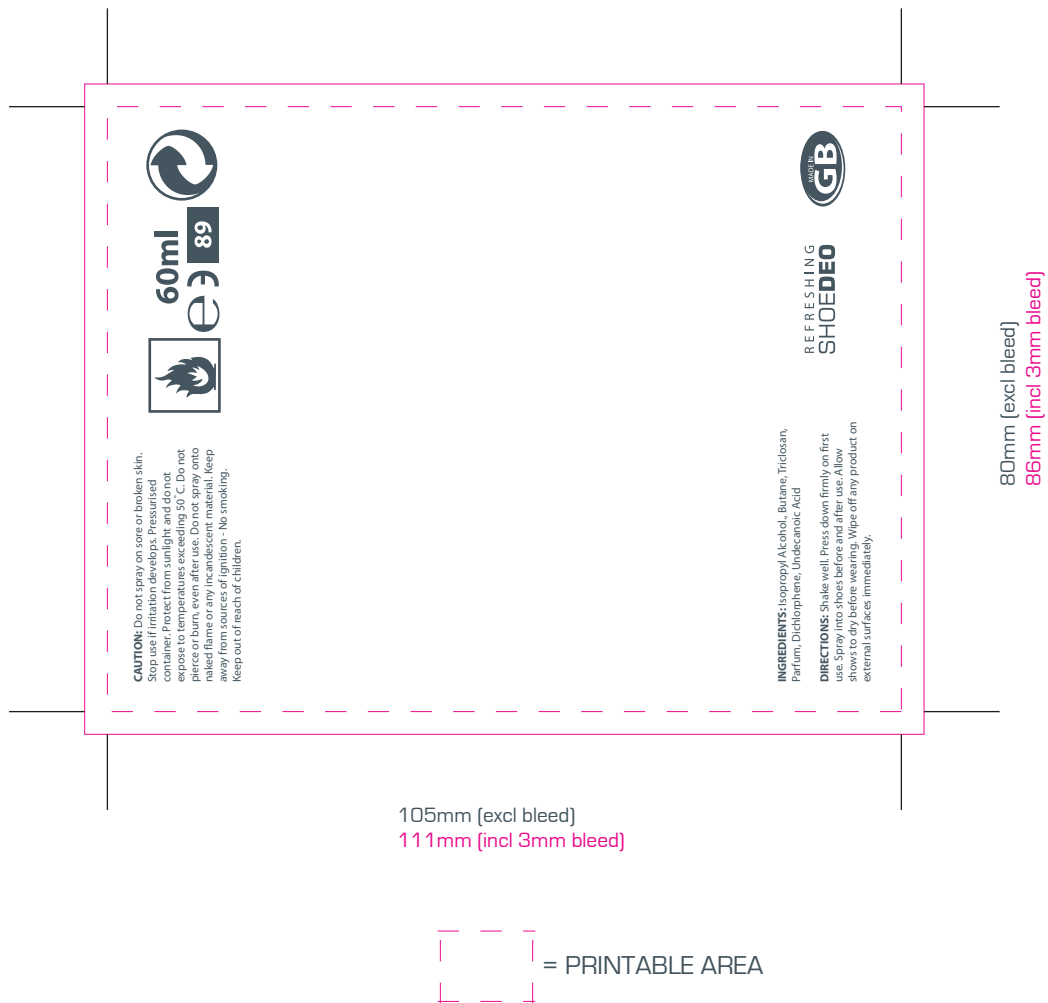 CAUTION: Do not spray on sore or broken skin.
Stop use if irritation develops. Pressurised
container. Protect from sunlight and do not
expose to temperatures exceeding 50°C. Do not
pierce or burn, even after use. Do not spray onto
naked flame or any incandescent material. Keep
away from sources of ignition - No smoking.
Keep out of reach of children.
60ml
e 3 89
INGREDIENTS: Isopropyl Alcohol., Butane, Triclosan,
Parfum, Dichlorphene, Undecanoic Acid
DIRECTIONS: Shake well. Press down firmly on first
use. Spray into shoes before and after use. Allow
shows to dry before wearing. Wipe off any product on
external surfaces immediately.
REFRESHING
SHOEDEO
MADE IN
GB
80mm (excl bleed)
86mm (incl 3mm bleed)
105mm (excl bleed)
111mm (incl 3mm bleed)
= PRINTABLE AREA